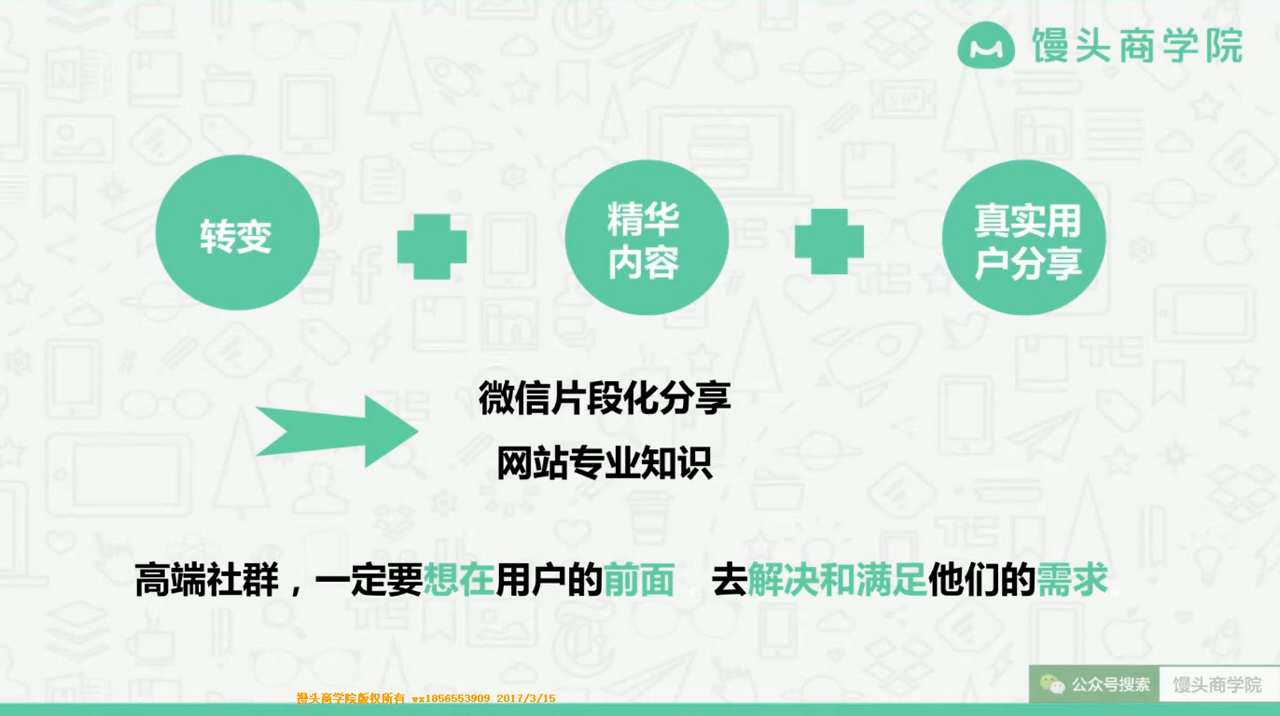 馒头商学院
转变
精华
内容
真实用
户分享
微信片段化分享
网站专业知识
高端社群，一定要想在用户的前面，去解决和满足他们的需求
公众号搜索 馒头商学院
馒头商学院版权所有 wx1856553909 2017/3/15